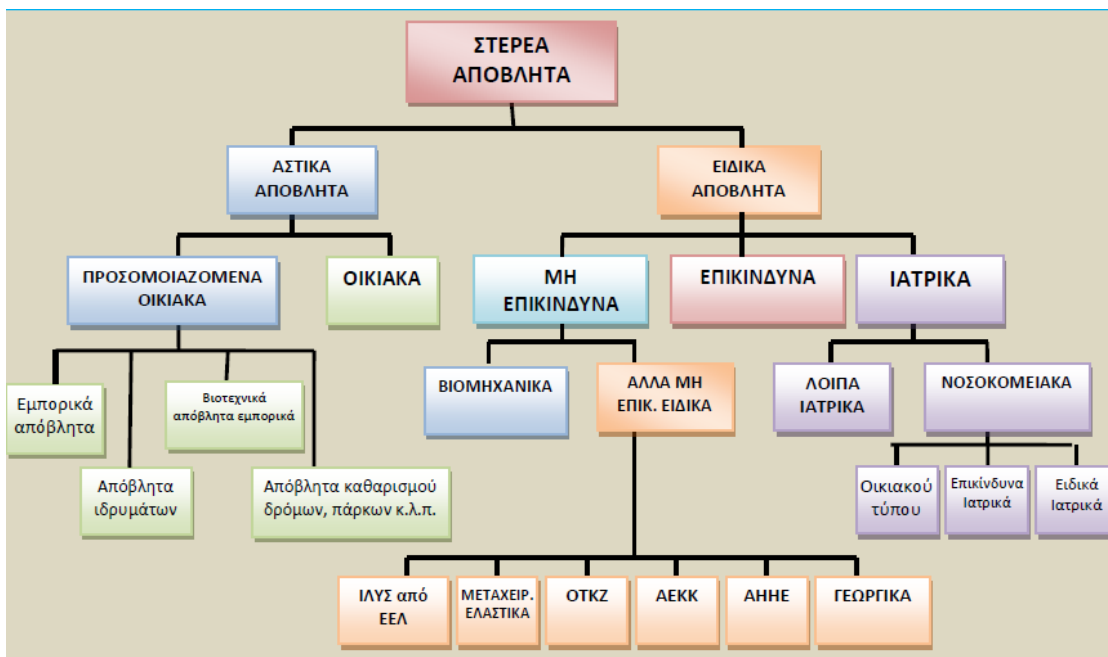 ΣΤΕΡΕΑ
ΑΠΟΒΛΗΤΑ
ΑΣΤΙΚΑ
ΑΠΟΒΛΗΤΑ
ΕΙΔΙΚΑ
ΑΠΟΒΛΗΤΑ
ΠΡΟΣΟΜΟΙΑΖΟΜΕΝΑ
ΟΙΚΙΑΚΑ
ΟΙΚΙΑΚΑ
ΜΗ
ΕΠΙΚΙΝΔΥΝΑ
ΕΠΙΚΙΝΔΥΝΑ
ΙΑΤΡΙΚΑ
Εμπορικά
απόβλητα
Βιοτεχνικά
απόβλητα εμπορικά
ΒΙΟΜΗΧΑΝΙΚΑ
ΑΛΛΑ ΜΗ
ΕΠΙΚ. ΕΙΔΙΚΑ
ΛΟΙΠΑ
ΙΑΤΡΙΚΑ
ΝΟΣΟΚΟΜΕΙΑΚΑ
Απόβλητα
ιδρυμάτων
Απόβλητα καθαρισμού
δρόμων, πάρκων κ.λ.π.
Οικιακού
τύπου
Επικίνδυνα
Ιατρικά
Ειδικά
Ιατρικά
ΙΛΥΣ από
ΕΕΛ
ΜΕΤΑΧΕΙΡ.
ΕΛΑΣΤΙΚΑ
ΟΤΚΖ
ΑΕΚΚ
ΑΗΗΕ
ΓΕΩΡΓΙΚΑ